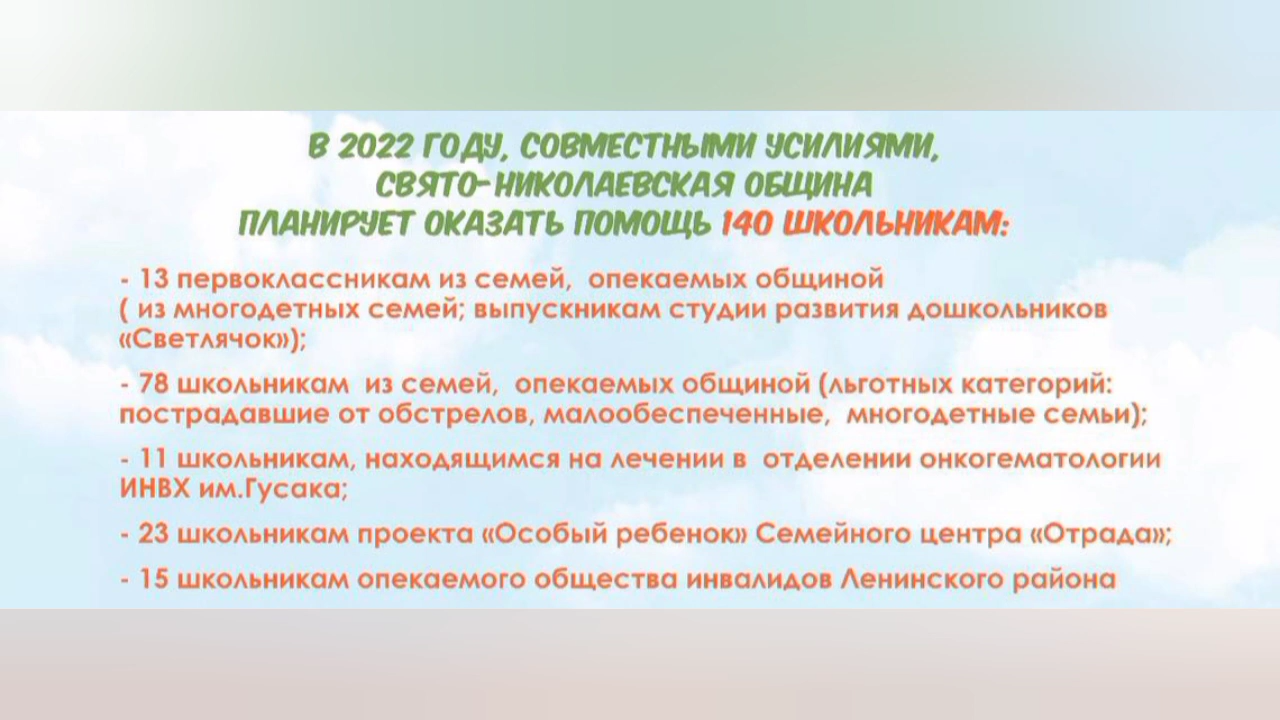 В 2022 ГОДУ, СОВМЕСТНЫМИ УСИЛИЯМИ,
СВЯТО-НИКОЛАЕВСКАЯ ОБЩИНА
ПЛАНИРУЕТ ОКАЗАТЬ ПОМОЩЬ 140 ШКОЛЬНИКАМ:
- 13 первоклассникам из семей, опекаемых общиной
( из многодетных семей; выпускникам студии развития дошкольников
«Светлячок»);
- 78 школьникам из семей, опекаемых общиной (льготных категорий:
пострадавшие от обстрелов, малообеспеченные, многодетные семьи);
- 11 школьникам, находящимся на лечении в отделении онкогематологии
ИНВХ им.Гусака;
- 23 школьникам проекта «Особый ребенок» Семейного центра «Отрада»;
- 15 школьникам опекаемого общества инвалидов Ленинского района